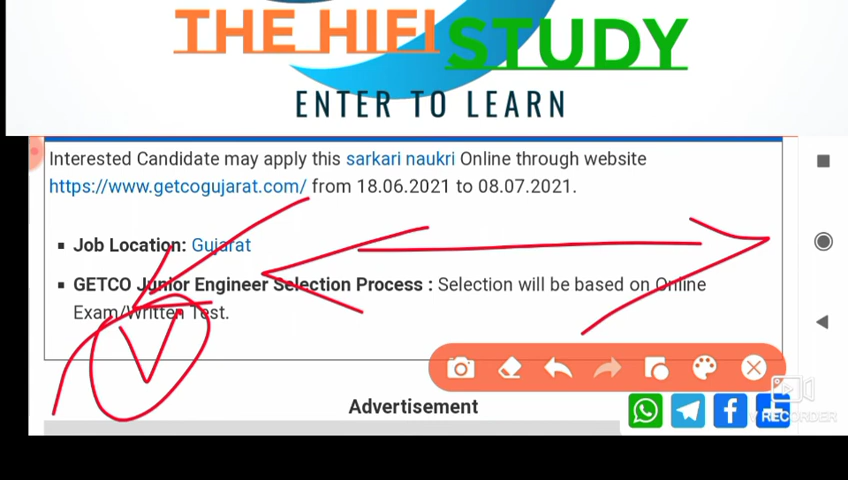 THE HIFI STUDY
ENTER TO LEARN
Interested Candidate may apply this sarkari naukri Online through website
https://www.getcogujarat.com/ from 18.06.2021 to 08.07.2021.
▪ Job Location: Gujarat
▪ GETCO Junior Engineer Selection Process : Selection will be based on Online
Exam/Written Test.
Advertisement
RECORDER